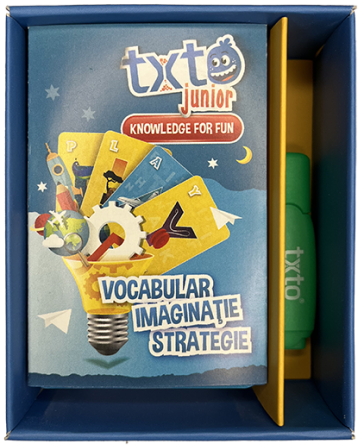 txto
junior
KNOWLEDGE FOR FUN
P L A Y
VOCABULAR
IMAGINAȚIE
STRATEGIE
txto